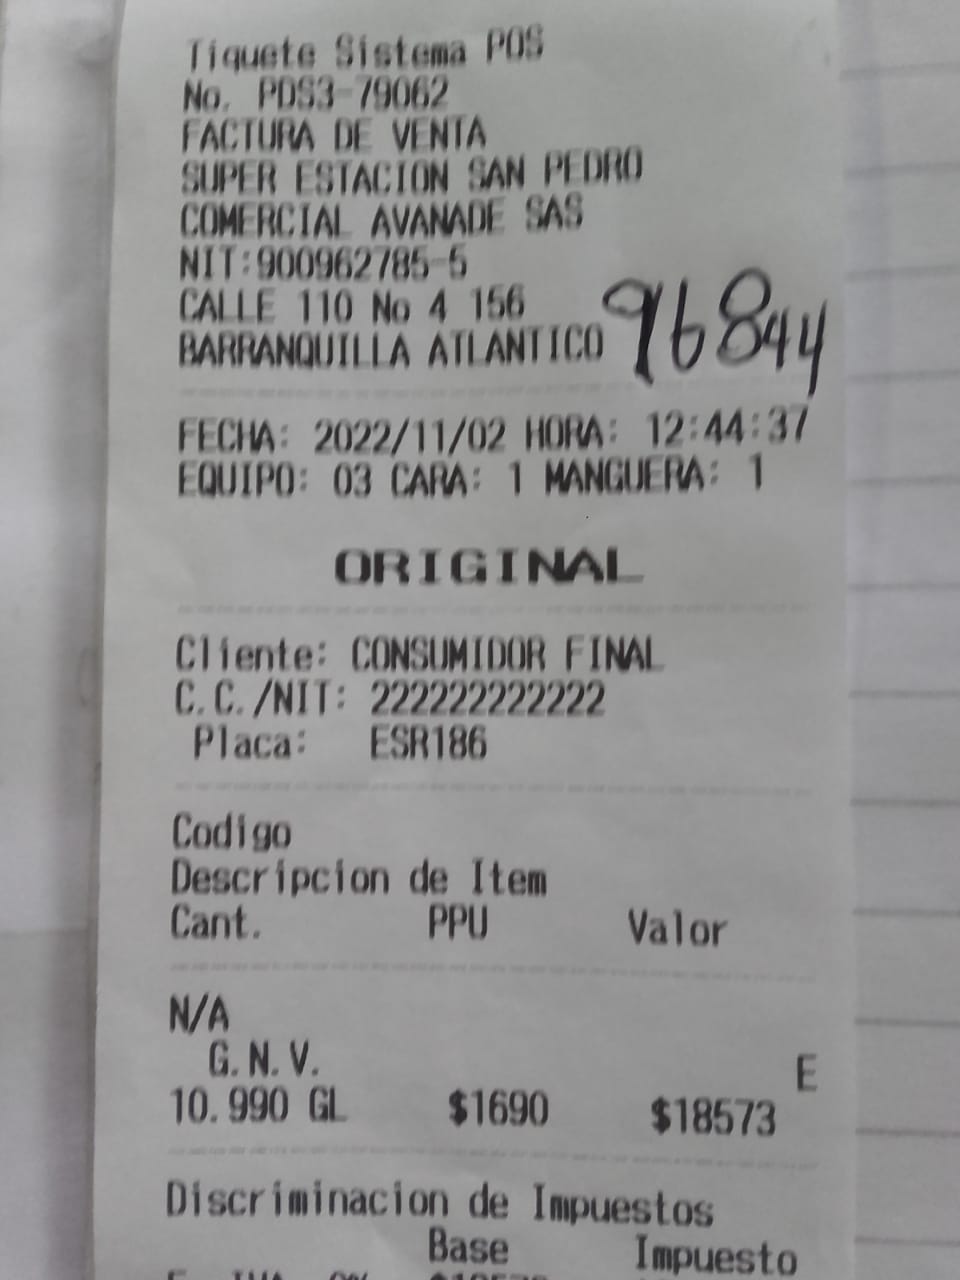 Tiquete Sistema POS
No. PDS3-79062
FACTURA DE VENTA
SUPER ESTACION SAN PEDRO
COMERCIAL AVANADE SAS
NIT:900962785-5
CALLE 110 No 4 156
BARRANQUILLA ATLANTICO
96844
FECHA: 2022/11/02 HORA: 12:44:37
EQUIPO: 03 CARA: 1 MANGUERA: 1
ORIGINAL
Cliente: CONSUMIDOR FINAL
C.C./NIT: 222222222222
Placa: ESR186
Codigo
Descripcion de Item
Cant. PPU Valor
N/A
G.N.V. E
10.990 GL $1690 $18573
Discriminacion de Impuestos
Base Impuesto